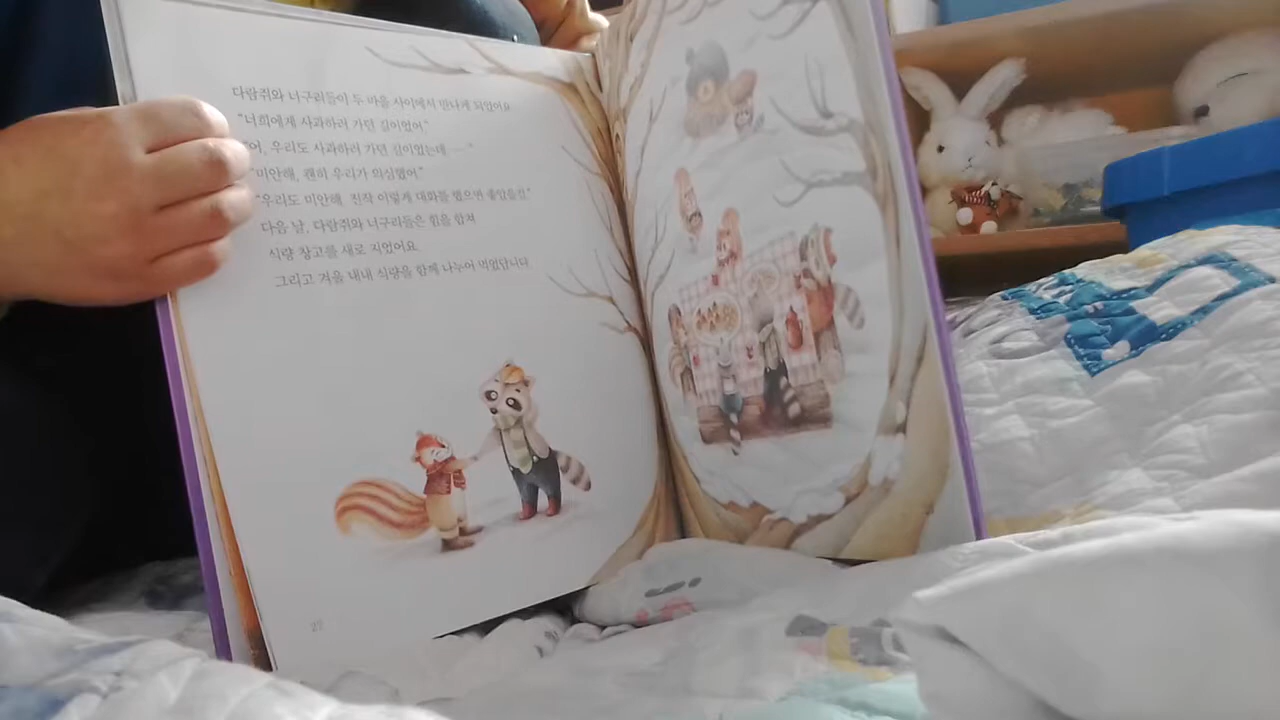 다람쥐와 너구리들이 두 마을 사이에서 만나게 되었어요.
"너희에게 사과하러 가던 길이었어."
"어, 우리도 사과하러 가던 길이었는데……."
"미안해, 괜히 우리가 의심했어."
"우리도 미안해. 진작 이렇게 대화를 했으면 좋았을걸."
다음 날, 다람쥐와 너구리들은 힘을 합쳐
식량 창고를 새로 지었어요.
그리고 겨울 내내 식량을 함께 나누어 먹었답니다.